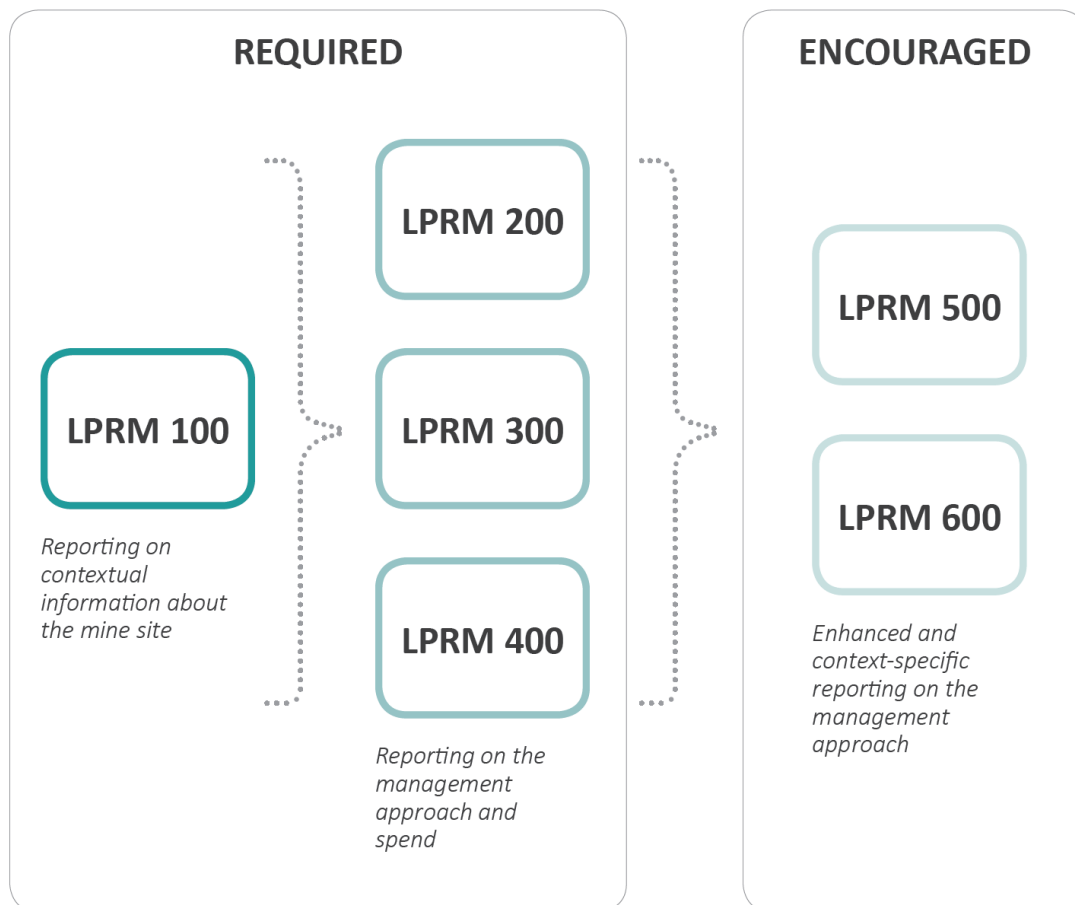 REQUIRED
LPRM 100
Reporting on
contextual
information about
the mine site
LPRM 200
LPRM 300
LPRM 400
Reporting on the
management
approach and
spend
ENCOURAGED
LPRM 500
LPRM 600
Enhanced and
context-specific
reporting on the
management
approach